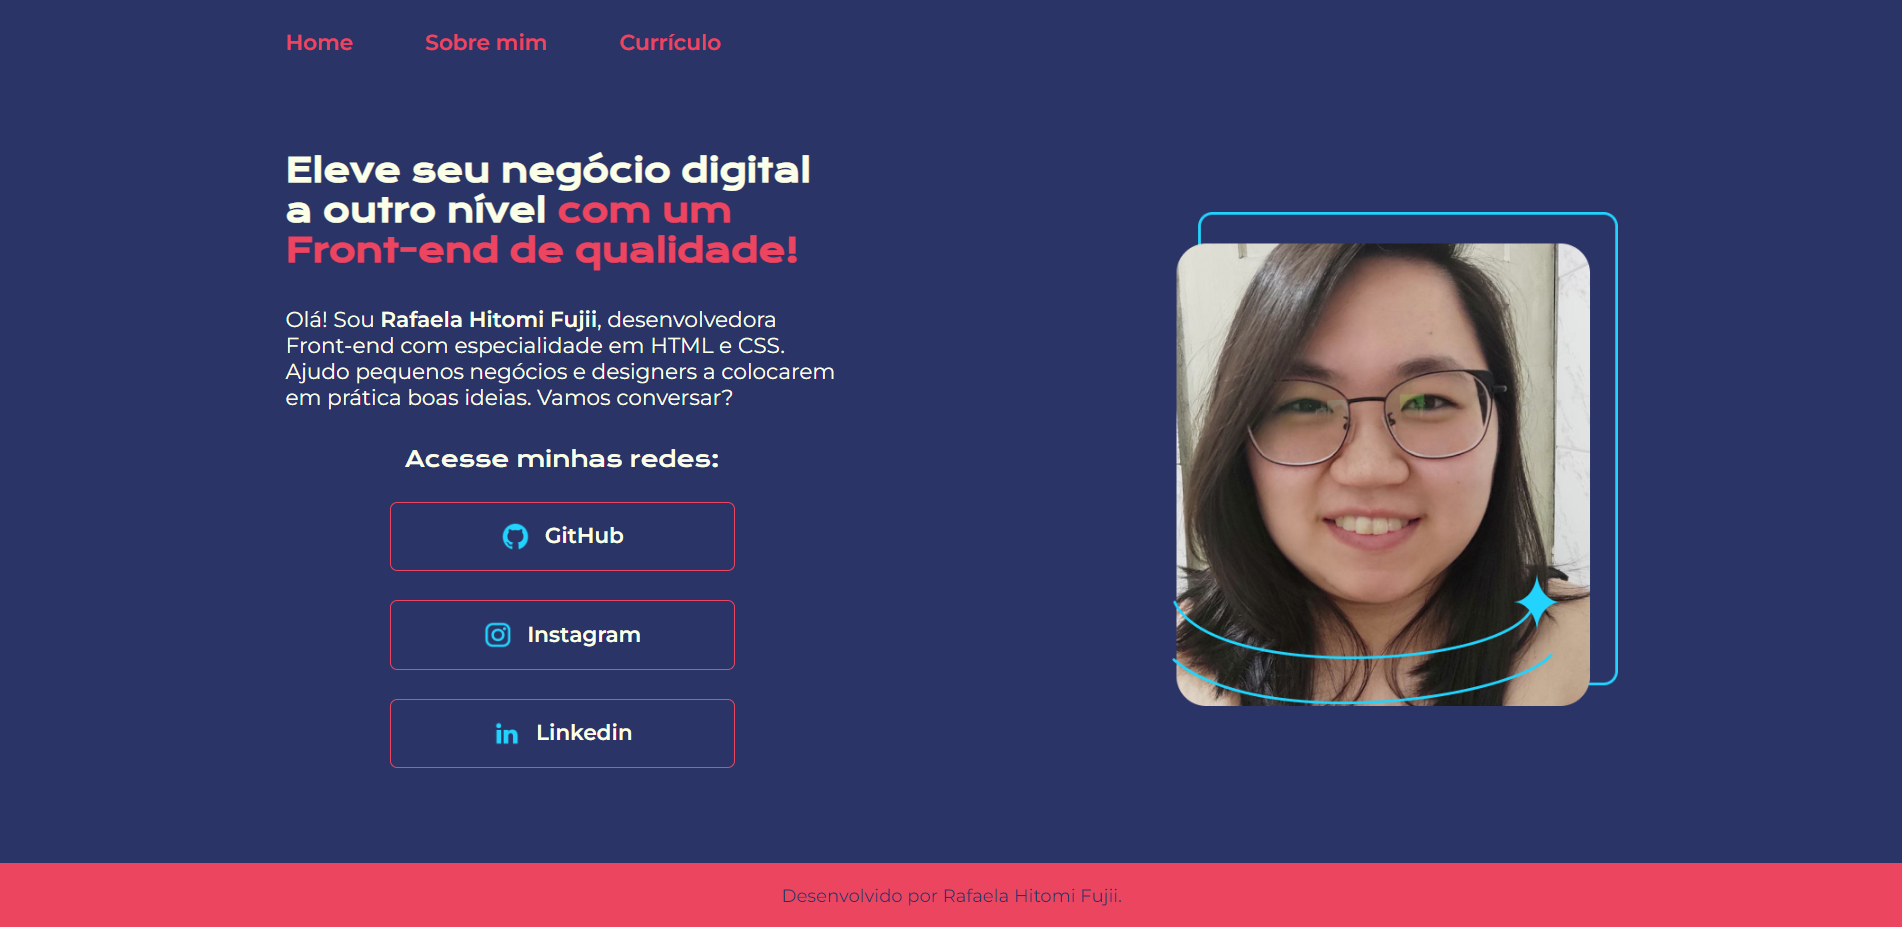 Home
Sobre mim
Currículo
Eleve seu negócio digital
a outro nível com um
Front-end de qualidade!
Olá! Sou Rafaela Hitomi Fujii, desenvolvedora
Front-end com especialidade em HTML e CSS.
Ajudo pequenos negócios e designers a colocarem
em prática boas ideias. Vamos conversar?
Acesse minhas redes:
GitHub
Instagram
Linkedin
Desenvolvido por Rafaela Hitomi Fujii.